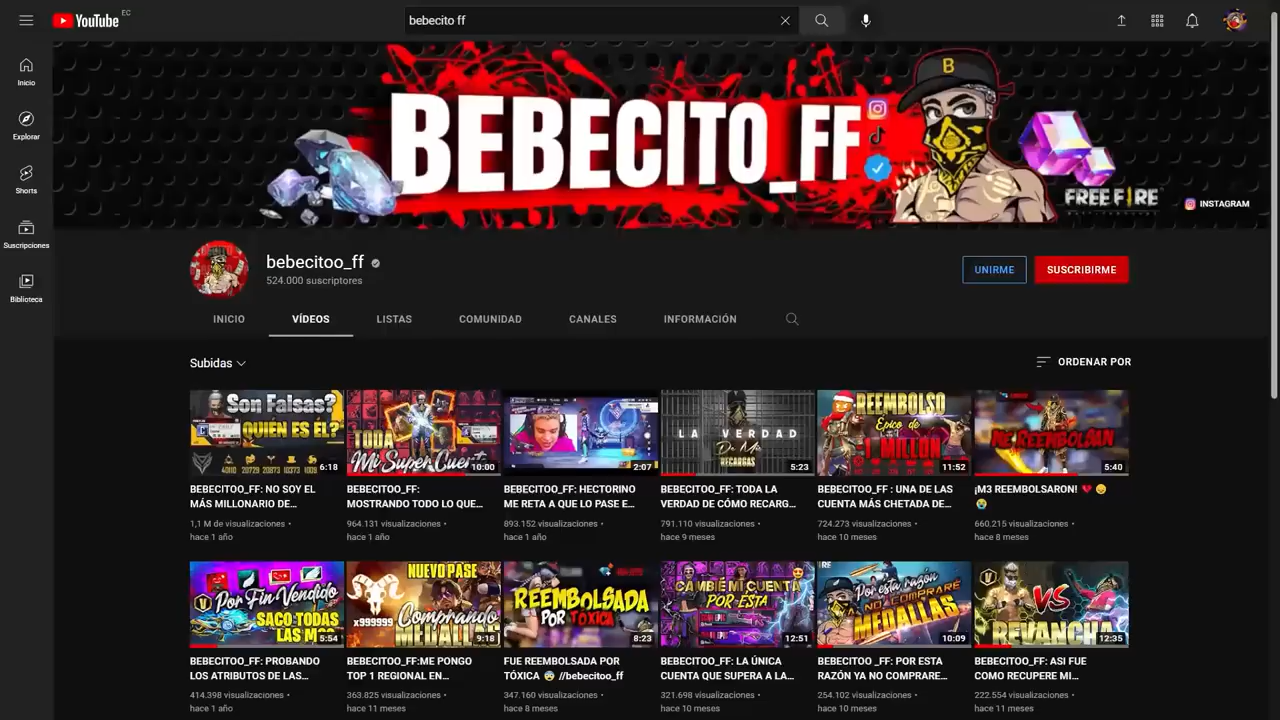 YouTube EC
bebecito ff
Inicio
Explorar
Shorts
Suscripciones
Biblioteca
BEBECITO_FF
B
FREE FIRE
INSTAGRAM
bebecitoo_ff
524.000 suscriptores
UNIRME
SUSCRIBIRME
INICIO
VÍDEOS
LISTAS
COMUNIDAD
CANALES
INFORMACIÓN
Subidas
ORDENAR POR
Son Falsas?
QUIEN ES ÉL?
6:18
BEBECITOO_FF: NO SOY EL
MÁS MILLONARIO DE...
1,1 M de visualizaciones •
hace 1 año
TODA
Mi Super Cuenta
10:00
BEBECITOO_FF:
MOSTRANDO TODO LO QUE...
964.131 visualizaciones •
hace 1 año
2:07
BEBECITOO_FF: HECTORINO
ME RETA A QUE LO PASE E...
893.152 visualizaciones •
hace 1 año
LA VERDAD
De Mis
RECARGAS
5:23
BEBECITOO_FF: TODA LA
VERDAD DE CÓMO RECARG...
791.110 visualizaciones •
hace 9 meses
REEMBOLSO
Épico de
1 MILLON
11:52
BEBECITOO_FF : UNA DE LAS
CUENTA MÁS CHETADA DE...
724.273 visualizaciones •
hace 10 meses
ME REEMBOLSAN
5:40
¡M3 REEMBOLSARON! 💔 😔
😭
660.215 visualizaciones •
hace 8 meses
Por Fin Vendido
SACO TODAS
LAS M
5:54
BEBECITOO_FF: PROBANDO
LOS ATRIBUTOS DE LAS...
414.398 visualizaciones •
hace 1 año
NUEVO PASE
x999999
Comprando
MEDALLAS
9:18
BEBECITOO_FF:ME PONGO
TOP 1 REGIONAL EN...
363.825 visualizaciones •
hace 11 meses
REEMBOLSADA
POR TÓXICA
8:23
FUE REEMBOLSADA POR
TÓXICA 😨 //bebecitoo_ff
347.160 visualizaciones •
hace 8 meses
CAMBIÉ MI CUENTA
POR ESTA
12:51
BEBECITOO_FF: LA ÚNICA
CUENTA QUE SUPERA A LA...
321.698 visualizaciones •
hace 10 meses
Por esta razón
NO COMPRARÉ
MEDALLAS
10:09
BEBECITOO _FF: POR ESTA
RAZÓN YA NO COMPRARE...
254.102 visualizaciones •
hace 10 meses
VS
REVANCHA
12:35
BEBECITOO_FF: ASI FUE
COMO RECUPERE MI...
222.554 visualizaciones •
hace 11 meses